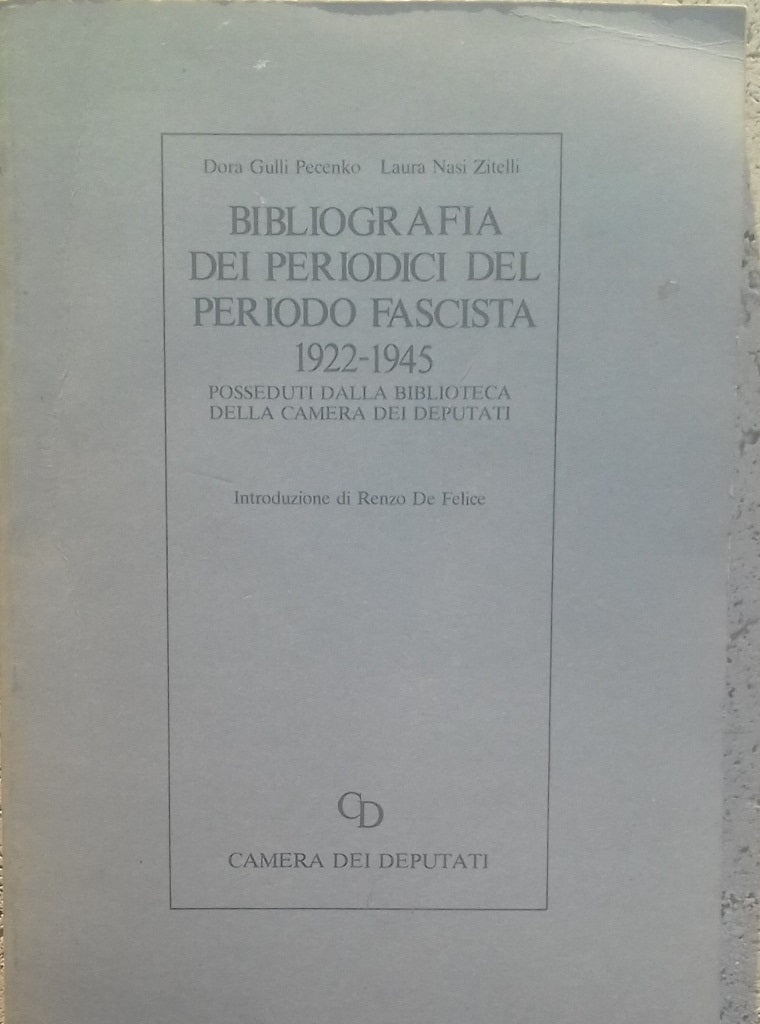 Dora Gulli Pecenko Laura Nasi Zitelli
BIBLIOGRAFIA
DEI PERIODICI DEL
PERIODO FASCISTA
1922-1945
POSSEDUTI DALLA BIBLIOTECA
DELLA CAMERA DEI DEPUTATI
Introduzione di Renzo De Felice
CD
CAMERA DEI DEPUTATI